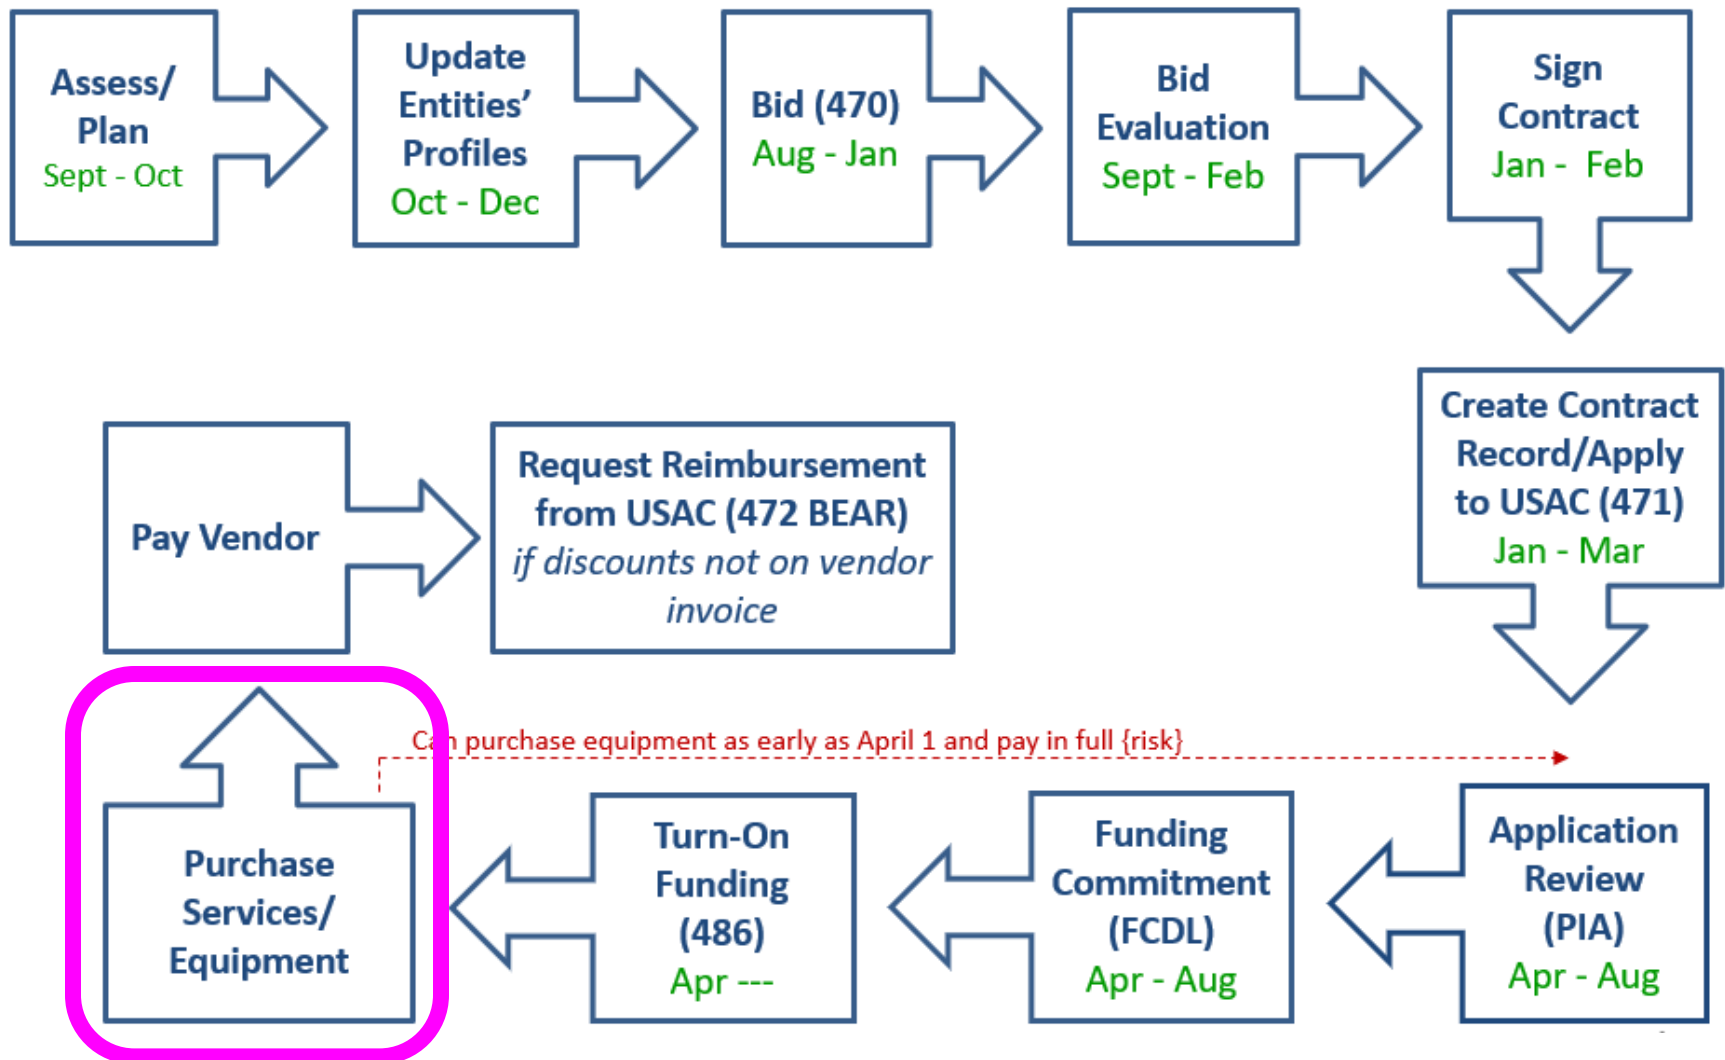 Assess/
Plan
Sept - Oct
Update
Entities’
Profiles
Oct - Dec
Bid (470)
Aug - Jan
Bid
Evaluation
Sept - Feb
Sign
Contract
Jan - Feb
Create Contract
Record/Apply
to USAC (471)
Jan - Mar
Pay Vendor
Request Reimbursement
from USAC (472 BEAR)
if discounts not on vendor
invoice
Can purchase equipment as early as April 1 and pay in full {risk}
Purchase
Services/
Equipment
Turn-On
Funding
(486)
Apr ---
Funding
Commitment
(FCDL)
Apr - Aug
Application
Review
(PIA)
Apr - Aug